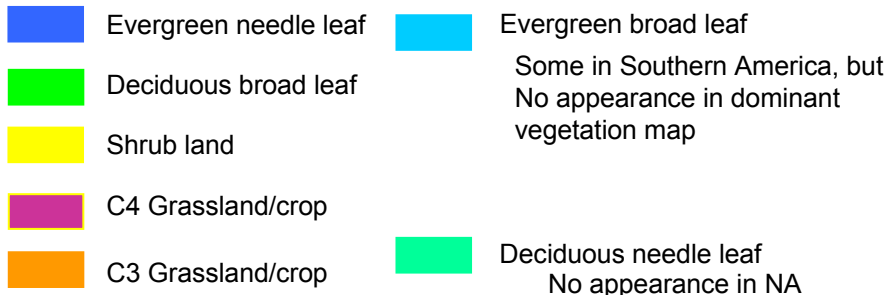 Evergreen needle leaf
Deciduous broad leaf
Shrub land
C4 Grassland/crop
C3 Grassland/crop
Evergreen broad leaf
Some in Southern America, but
No appearance in dominant
vegetation map
Deciduous needle leaf
No appearance in NA